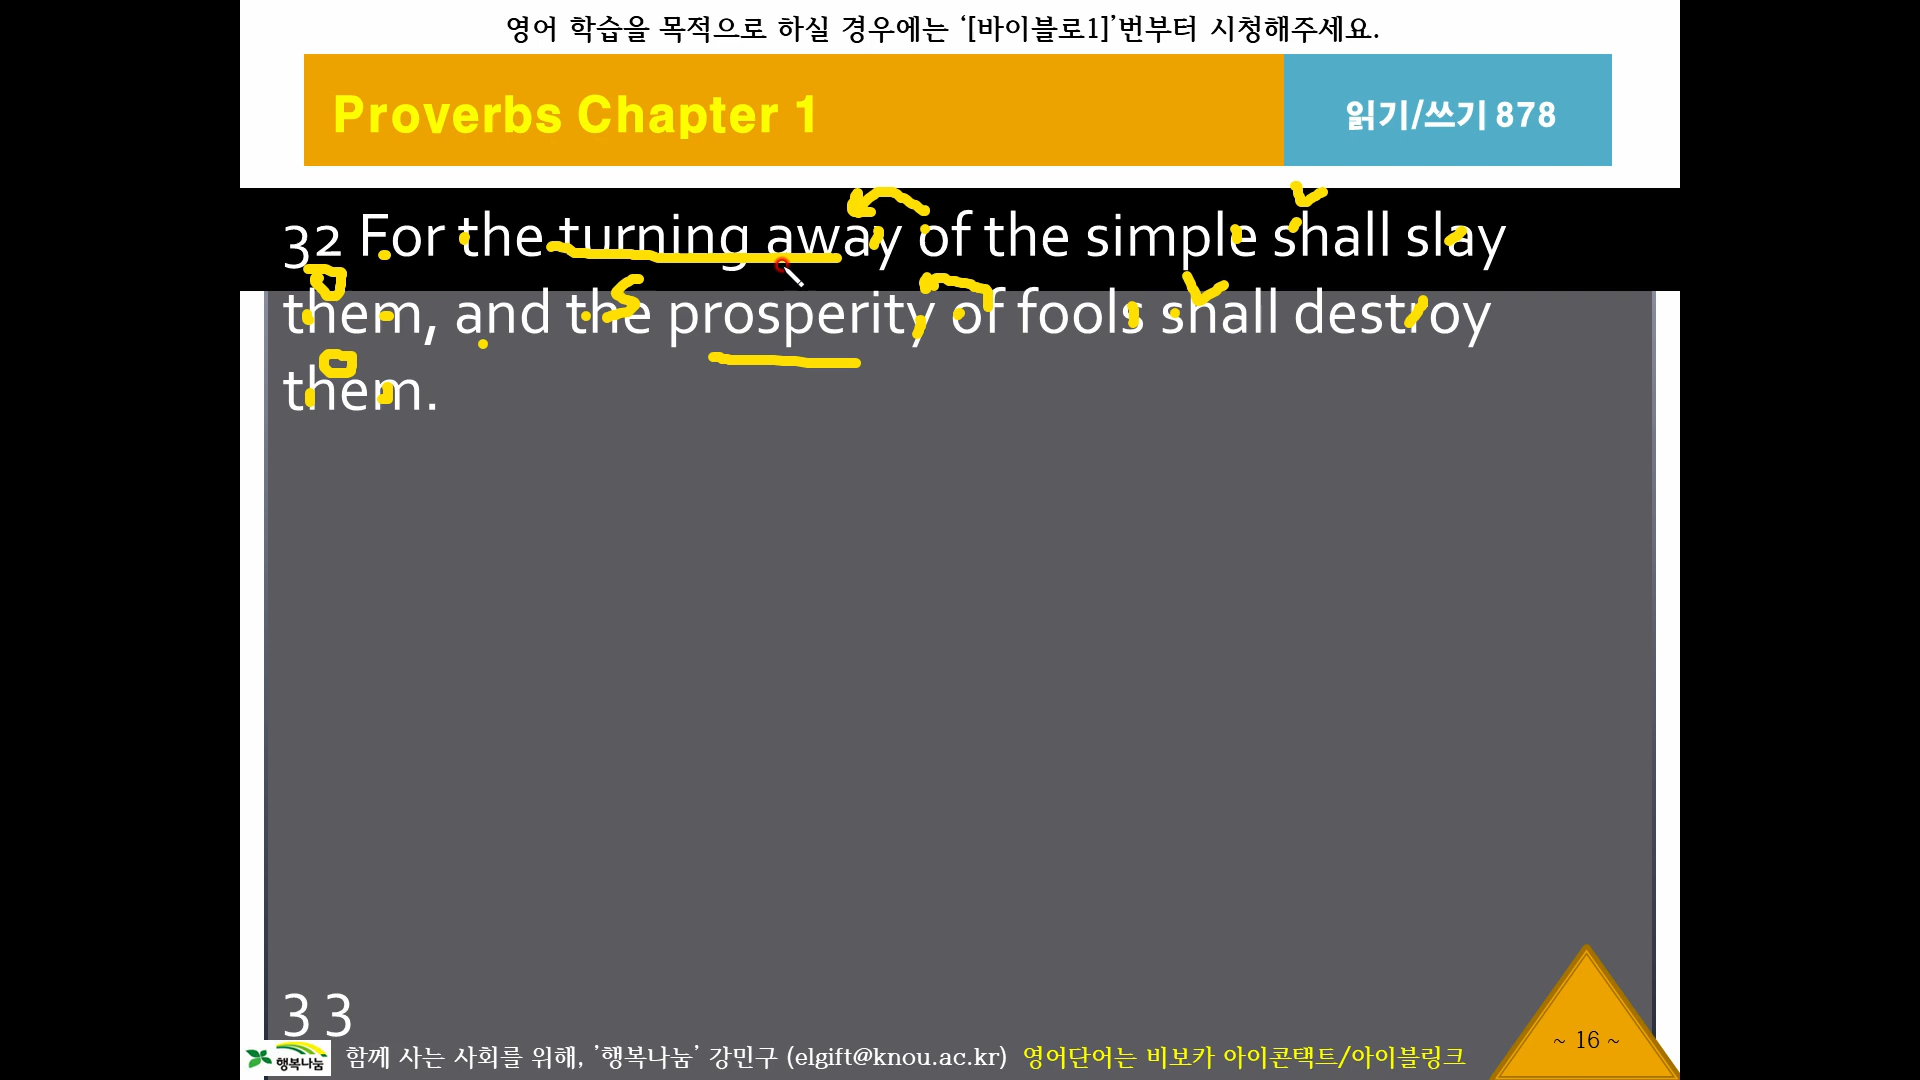 영어 학습을 목적으로 하실 경우에는 ‘[바이블로1]’번부터 시청해주세요.
Proverbs Chapter 1
읽기/쓰기 878
32 For the turning away of the simple shall slay
them, and the prosperity of fools shall destroy
them.
33
~ 16 ~
행복나눔
함께 사는 사회를 위해, ’행복나눔’ 강민구 (elgift@knou.ac.kr) 영어단어는 비보카 아이콘택트/아이블링크